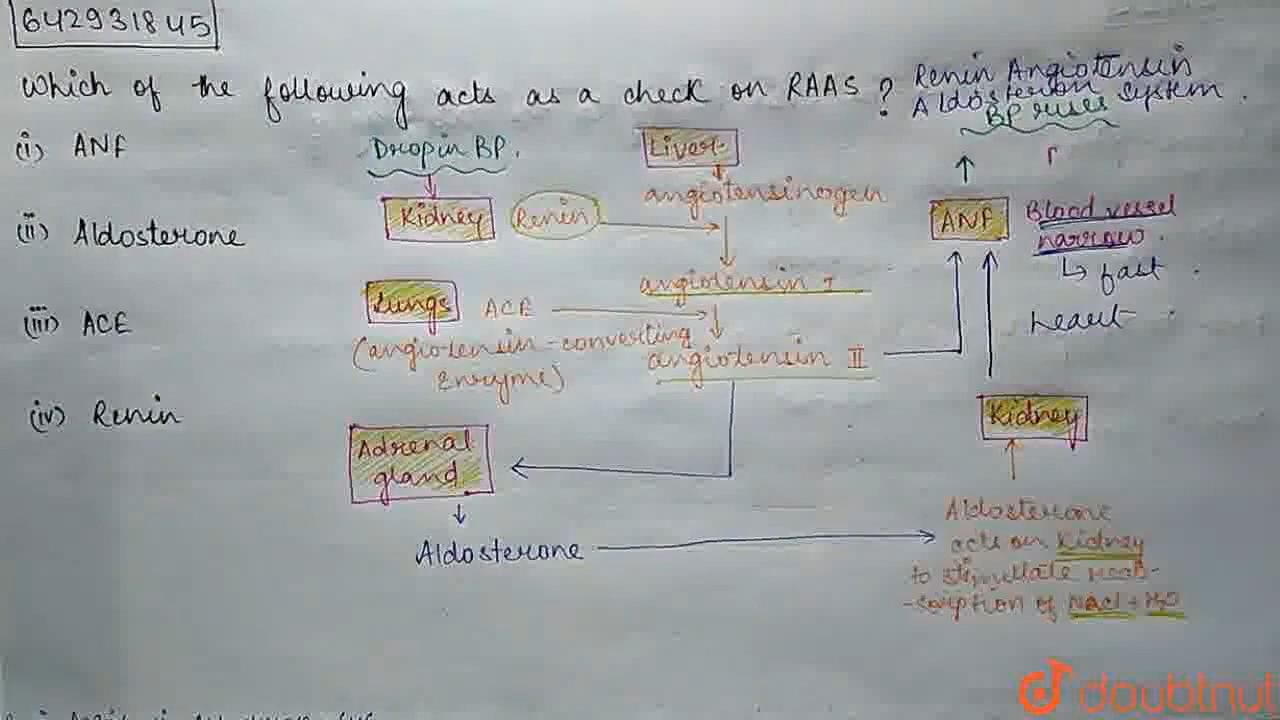 642931845
Which of the following acts as a check on RAAS ?
Renin Angiotensin
Aldosterion System.
BP rises
(i) ANF
(ii) Aldosterone
(iii) ACE
(iv) Renin
Drop in BP.
Kidney
Renin
Liver
angiotensinogen
angiotensin I
Lungs
ACE
(angiotensin-converting
Enzyme)
angiotensin II
Adrenal
gland
Aldosterone
ANF
Blood vessel
narrow.
fast.
heart
Kidney
Aldosterone
acts on Kidney
to stimulate reab-
-sorption of NaCl + H2O
doubtnut